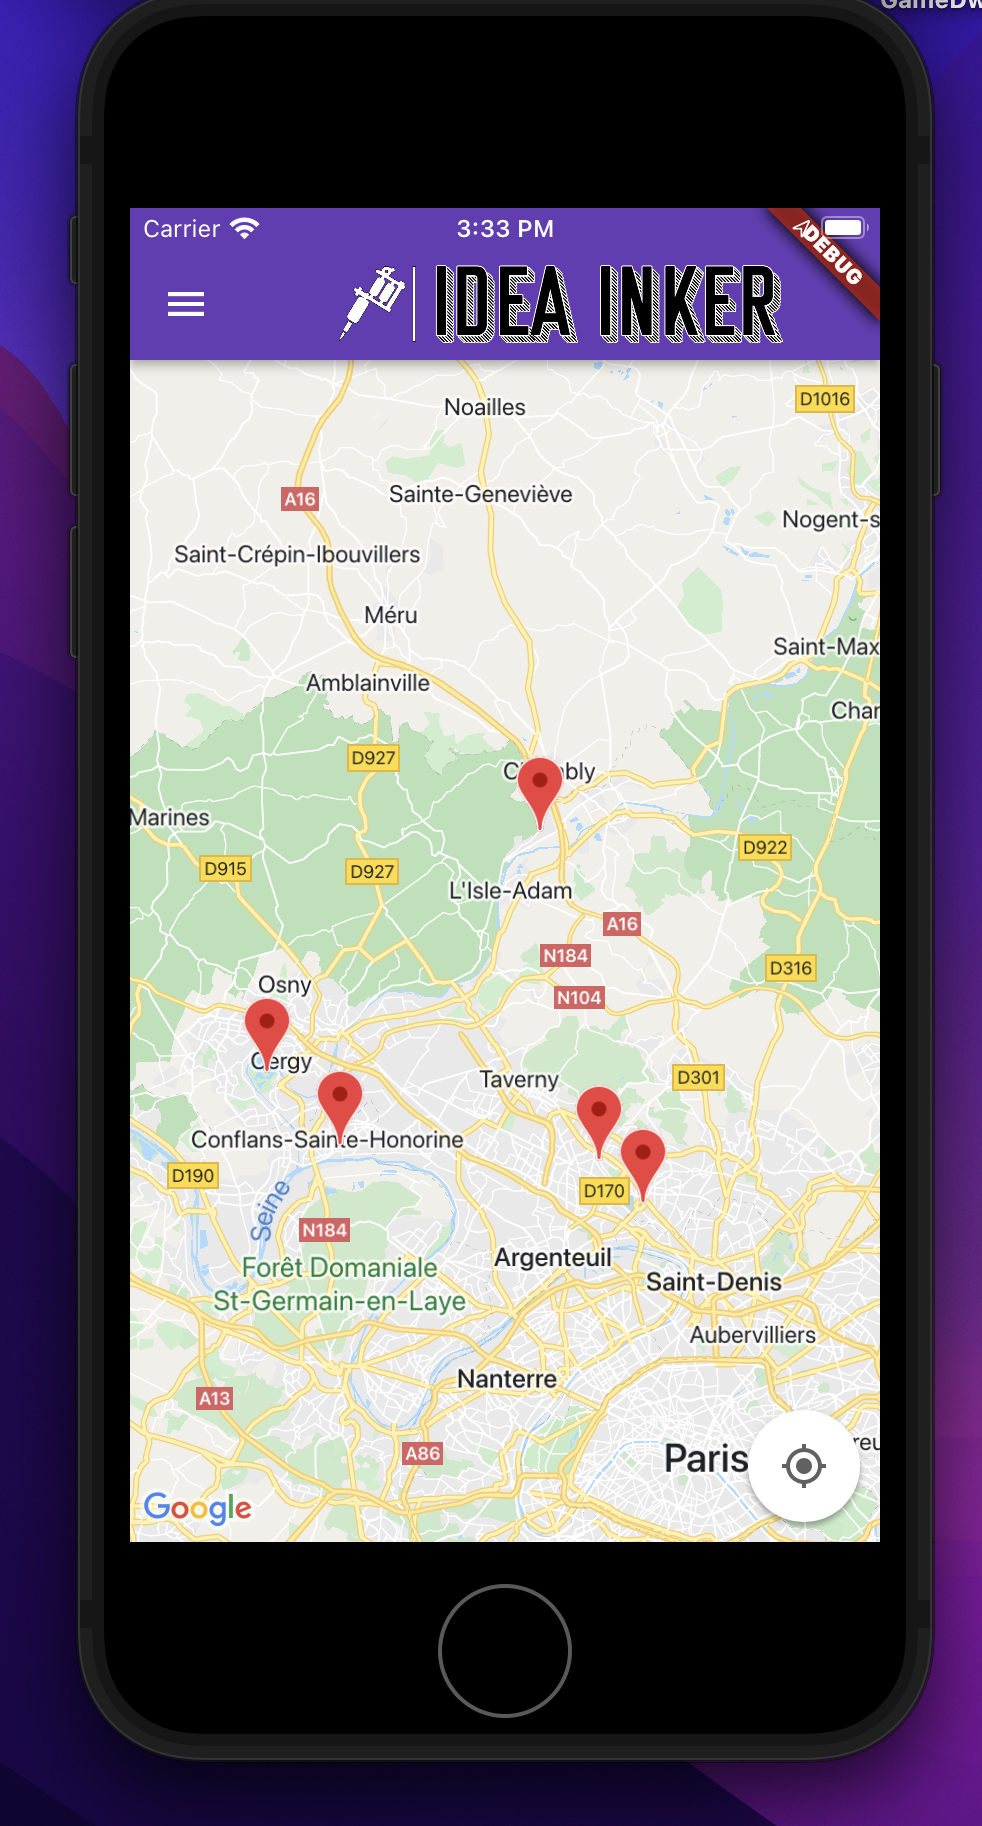 GameDw
Carrier
3:33 PM
DEBUG
IDEA INKER
Noailles
D1016
Sainte-Geneviève
A16
Nogent-s
Saint-Crépin-Ibouvillers
Méru
Saint-Max
Amblainville
Char
D927
Marines
D922
D915
D927
L'Isle-Adam
A16
N184
D316
Osny
N104
Cergy
Taverny
D301
Conflans-Sainte-Honorine
D190
D170
Seine
N184
Argenteuil
Forêt Domaniale
St-Germain-en-Laye
Saint-Denis
Aubervilliers
Nanterre
A13
A86
Paris
reu
Google